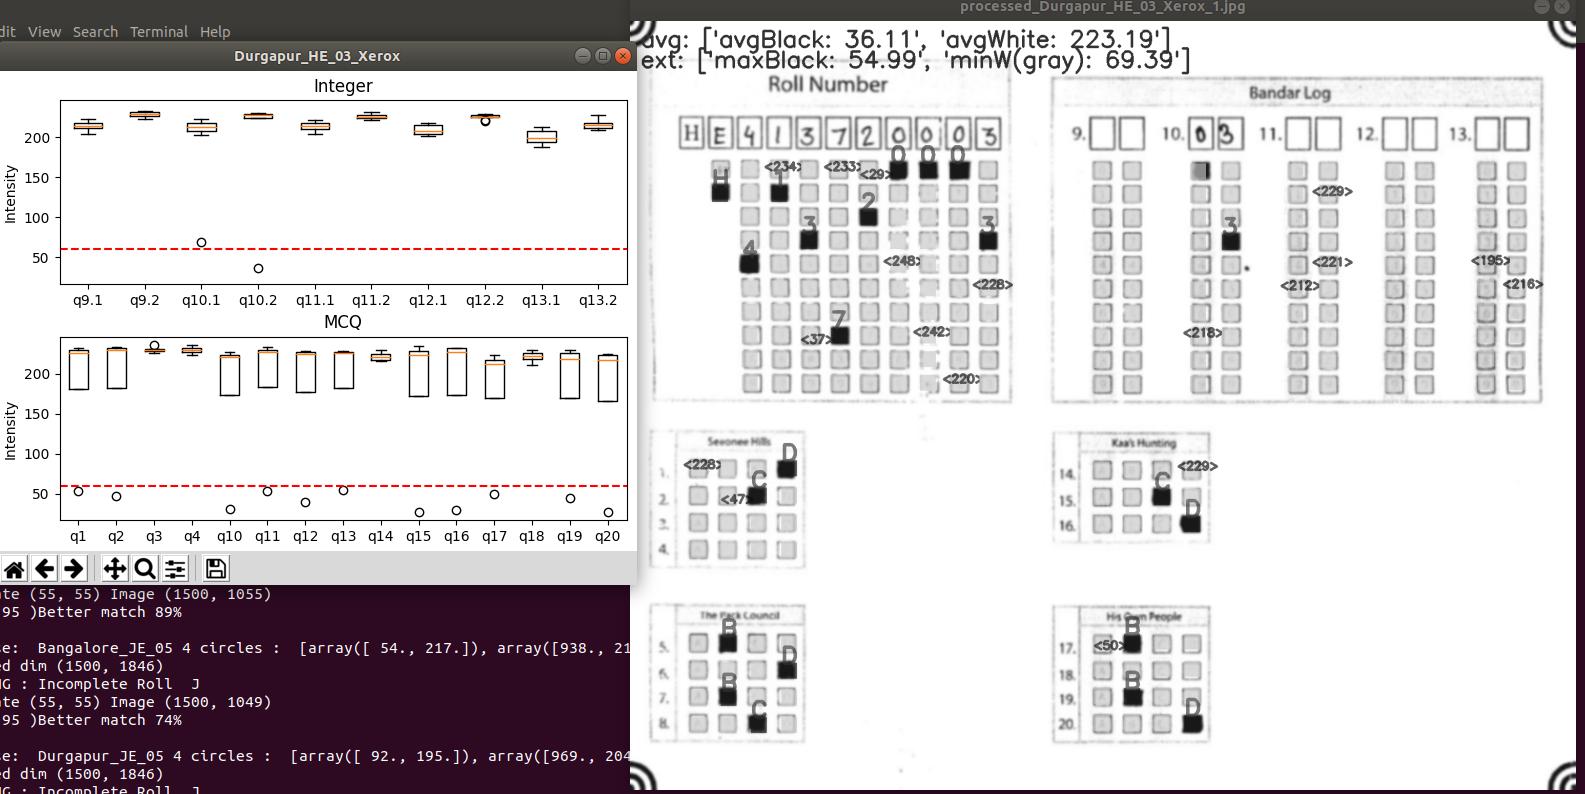 dit View Search Terminal Help
Durgapur_HE_03_Xerox
Integer
Intensity
200
150
100
50
q9.1 q9.2 q10.1 q10.2 q11.1 q11.2 q12.1 q12.2 q13.1 q13.2
MCQ
Intensity
200
150
100
50
q1 q2 q3 q4 q10 q11 q12 q13 q14 q15 q16 q17 q18 q19 q20
ate (55, 55) Image (1500, 1055)
95 )Better match 89%
se: Bangalore_JE_05 4 circles : [array([ 54., 217.]), array([938., 21
ed dim (1500, 1846)
NG : Incomplete Roll J
ate (55, 55) Image (1500, 1049)
95 )Better match 74%
se: Durgapur_JE_05 4 circles : [array([ 92., 195.]), array([969., 204
ed dim (1500, 1846)
NG : Incomplete Roll J
processed_Durgapur_HE_03_Xerox_1.jpg
avg: ['avgBlack: 36.11', 'avgWhite: 223.19']
ext: ['maxBlack: 54.99', 'minW(gray): 69.39']
Roll Number
H E 4 1 3 7 2 0 0 0 3
<234> <233> <29> 0 0 0
H 1
2
3 3
4 <248>
<228>
7 <242>
<37>
<220>
Bandar Log
9. 10. 0 3 11. 12. 13.
<229>
3
<221> <195>
<212> <216>
<218>
Seeonee Hills
1. <228> D
2. <47> C
3.
4.
Kaa's Hunting
14. <229>
15. C
16. D
The Pack Council
5. B
6. D
7. B
8. C
His Own People
17. <50> B
18.
19. B
20. D